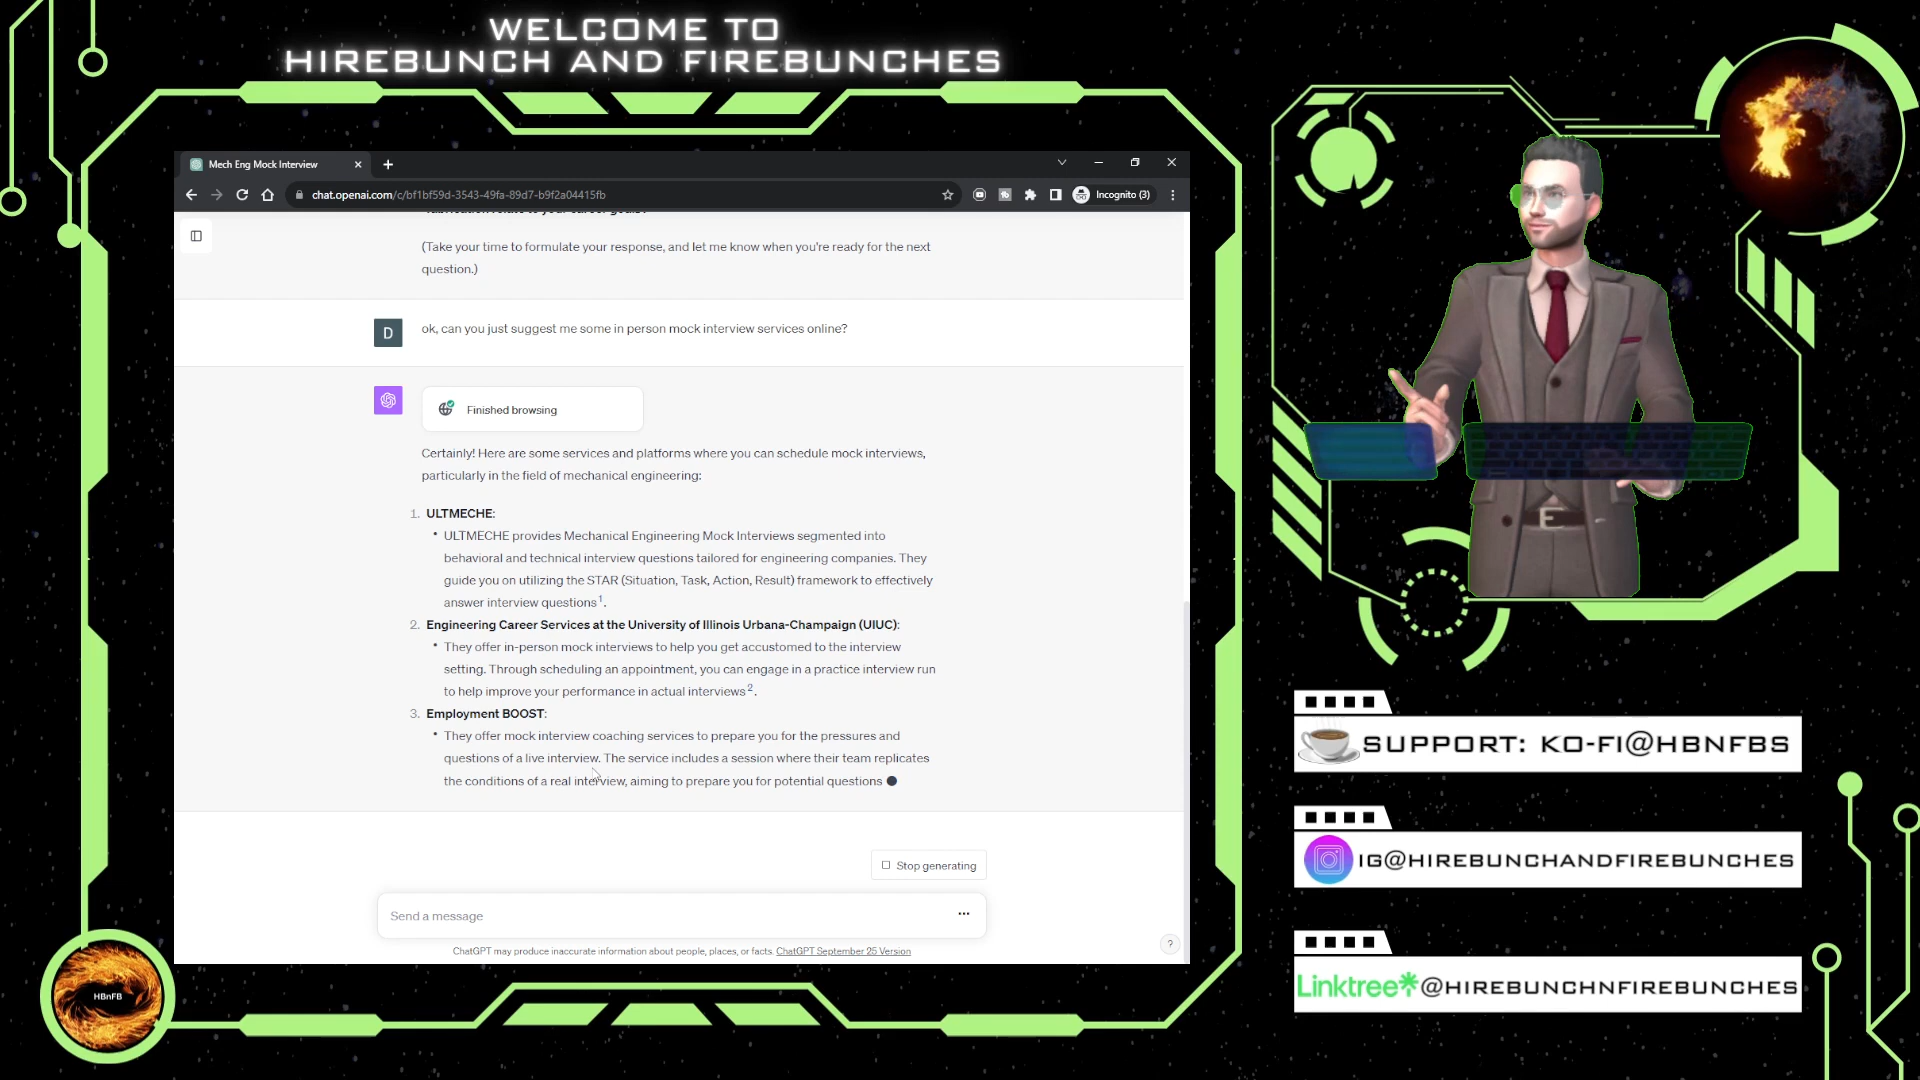 WELCOME TO
HIREBUNCH AND FIREBUNCHES
Mech Eng Mock Interview
chat.openai.com/c/bf1bf59d-3543-49fa-89d7-b9f2a04415fb
Incognito (3)
fabrication relate to your career goals?
(Take your time to formulate your response, and let me know when you're ready for the next
question.)
D
ok, can you just suggest me some in person mock interview services online?
Finished browsing
Certainly! Here are some services and platforms where you can schedule mock interviews,
particularly in the field of mechanical engineering:
1. ULTMECHE:
• ULTMECHE provides Mechanical Engineering Mock Interviews segmented into
behavioral and technical interview questions tailored for engineering companies. They
guide you on utilizing the STAR (Situation, Task, Action, Result) framework to effectively
answer interview questions 1.
2. Engineering Career Services at the University of Illinois Urbana-Champaign (UIUC):
• They offer in-person mock interviews to help you get accustomed to the interview
setting. Through scheduling an appointment, you can engage in a practice interview run
to help improve your performance in actual interviews 2.
3. Employment BOOST:
• They offer mock interview coaching services to prepare you for the pressures and
questions of a live interview. The service includes a session where their team replicates
the conditions of a real interview, aiming to prepare you for potential questions
Stop generating
Send a message
ChatGPT may produce inaccurate information about people, places, or facts. ChatGPT September 25 Version
?
HBnFB
E
SUPPORT: KO-FI@HBNFBS
IG@HIREBUNCHANDFIREBUNCHES
Linktree*@HIREBUNCHNFIREBUNCHES